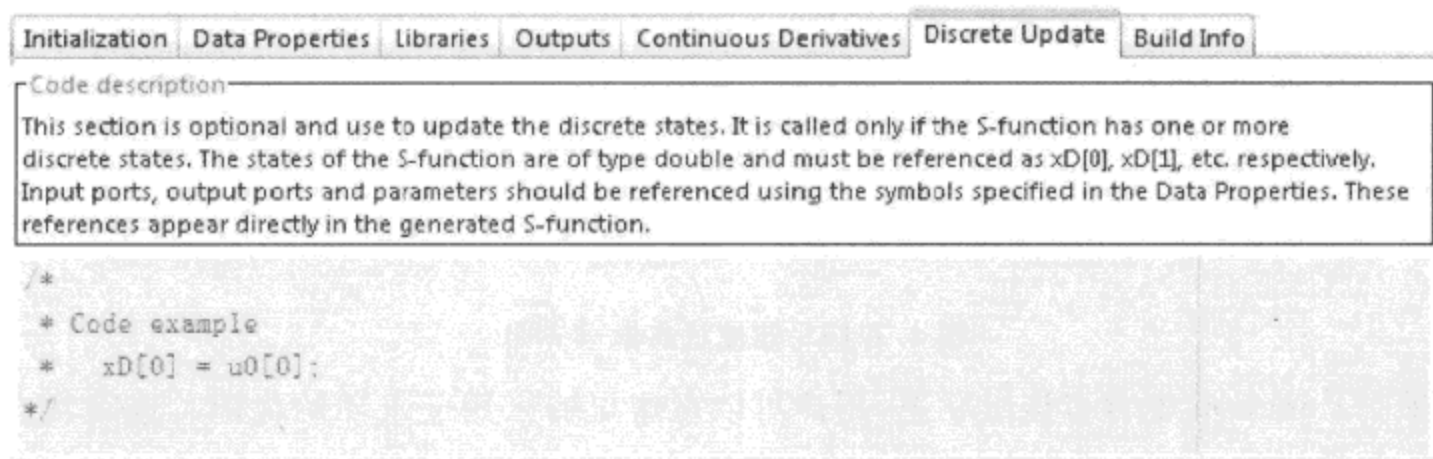 Initialization Data Properties Libraries Outputs Continuous Derivatives Discrete Update Build Info
Code description
This section is optional and use to update the discrete states. It is called only if the S-function has one or more
discrete states. The states of the S-function are of type double and must be referenced as xD[0], xD[1], etc. respectively.
Input ports, output ports and parameters should be referenced using the symbols specified in the Data Properties. These
references appear directly in the generated S-function.
/*
* Code example
* xD[0] = u0[0];
*/